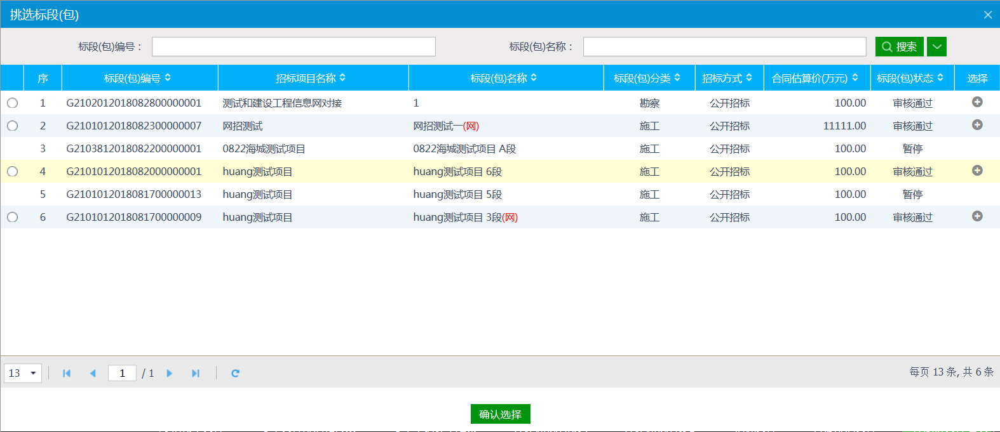 挑选标段(包)
标段(包)编号： 标段(包)名称： 搜索
序 标段(包)编号 招标项目名称 标段(包)名称 标段(包)分类 招标方式 合同估算价(万元) 标段(包)状态 选择
1 G2102012018082800000001 测试和建设工程信息网对接 1 勘察 公开招标 100.00 审核通过
2 G2101012018082300000007 网招测试 网招测试一(网) 施工 公开招标 11111.00 审核通过
3 G2103812018082200000001 0822海城测试项目 0822海城测试项目 A段 施工 公开招标 100.00 暂停
4 G2101012018082000000001 huang测试项目 huang测试项目 6段 施工 公开招标 100.00 审核通过
5 G2101012018081700000013 huang测试项目 huang测试项目 5段 施工 公开招标 100.00 暂停
6 G2101012018081700000009 huang测试项目 huang测试项目 3段(网) 施工 公开招标 100.00 审核通过
13 1 / 1 每页 13 条, 共 6 条
确认选择